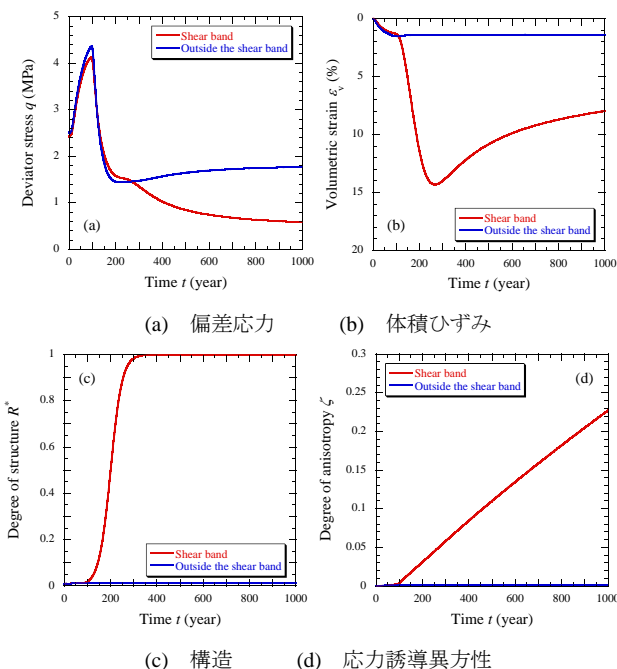 5
4
3
2
1
0
Deviator stress q (MPa)
Shear band
Outside the shear band
(a)
0 200 400 600 800 1000
Time t (year)
0
5
10
15
20
Volumetric strain εv (%)
(b)
Shear band
Outside the shear band
0 200 400 600 800 1000
Time t (year)
(a) 偏差応力 (b) 体積ひずみ
1
0.8
0.6
0.4
0.2
0
Degree of structure R*
(c)
Shear band
Outside the shear band
0 200 400 600 800 1000
Time t (year)
0.3
0.25
0.2
0.15
0.1
0.05
0
Degree of anisotropy ζ
Shear band
Outside the shear band
(d)
0 200 400 600 800 1000
Time t (year)
(c) 構造 (d) 応力誘導異方性